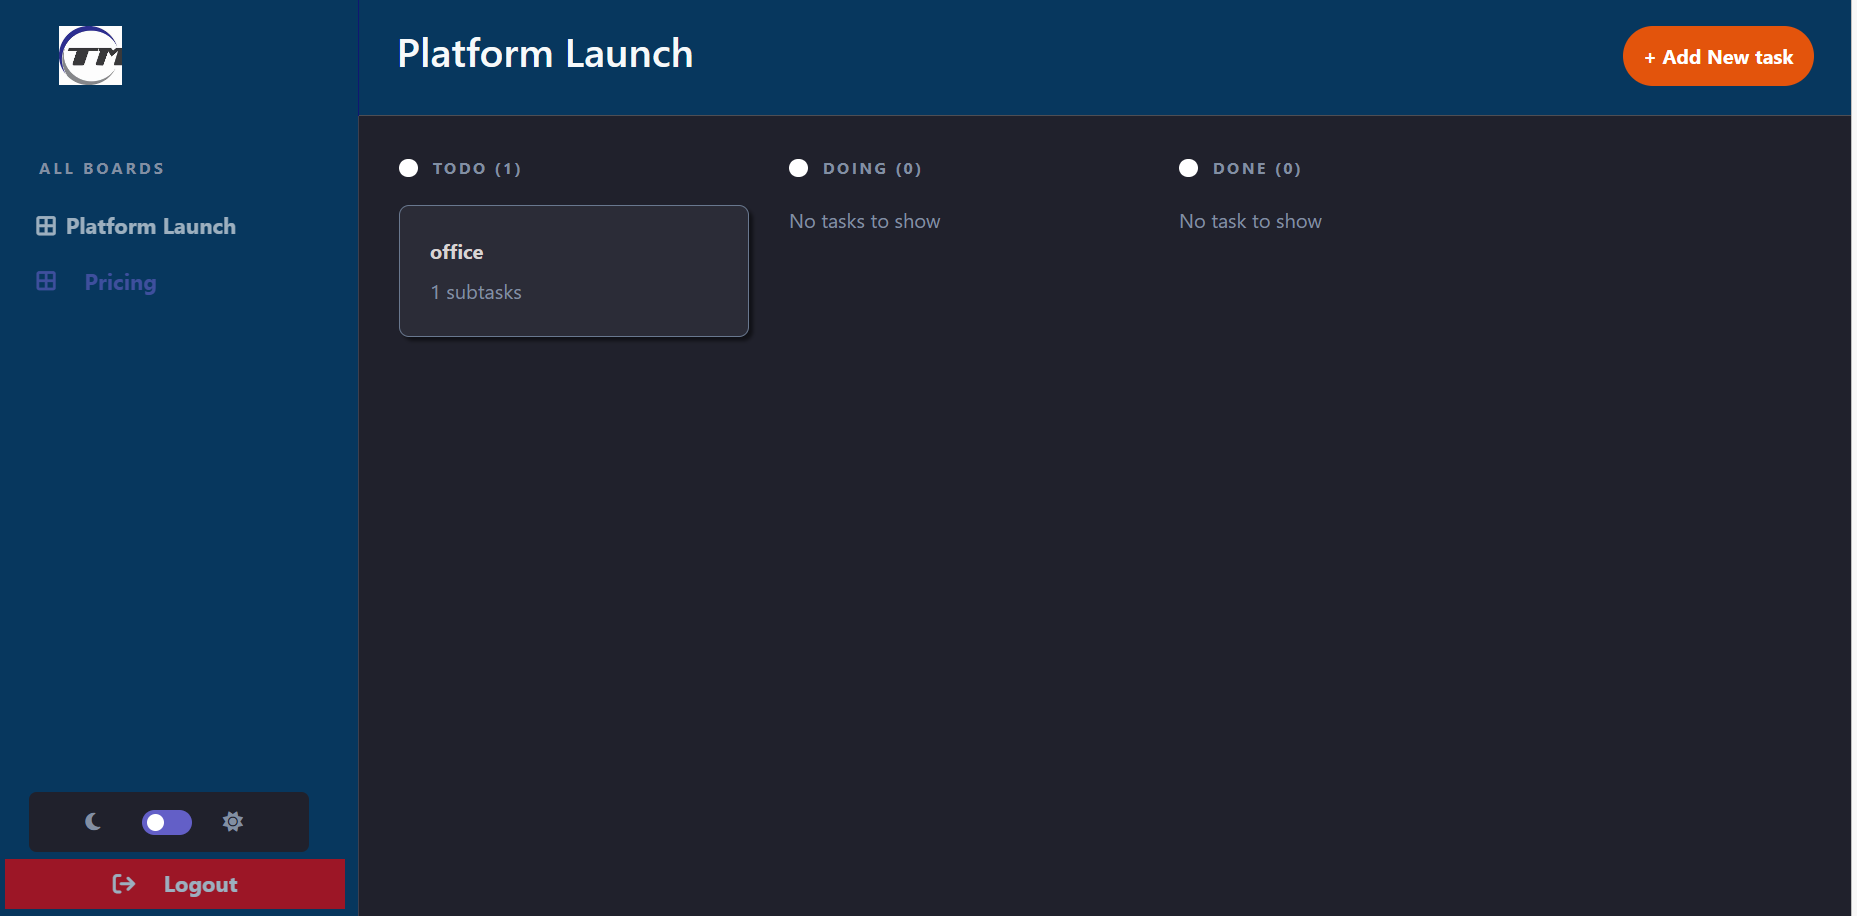 TM
Platform Launch
+ Add New task
ALL BOARDS
Platform Launch
Pricing
TODO (1)
office
1 subtasks
DOING (0)
No tasks to show
DONE (0)
No task to show
Logout